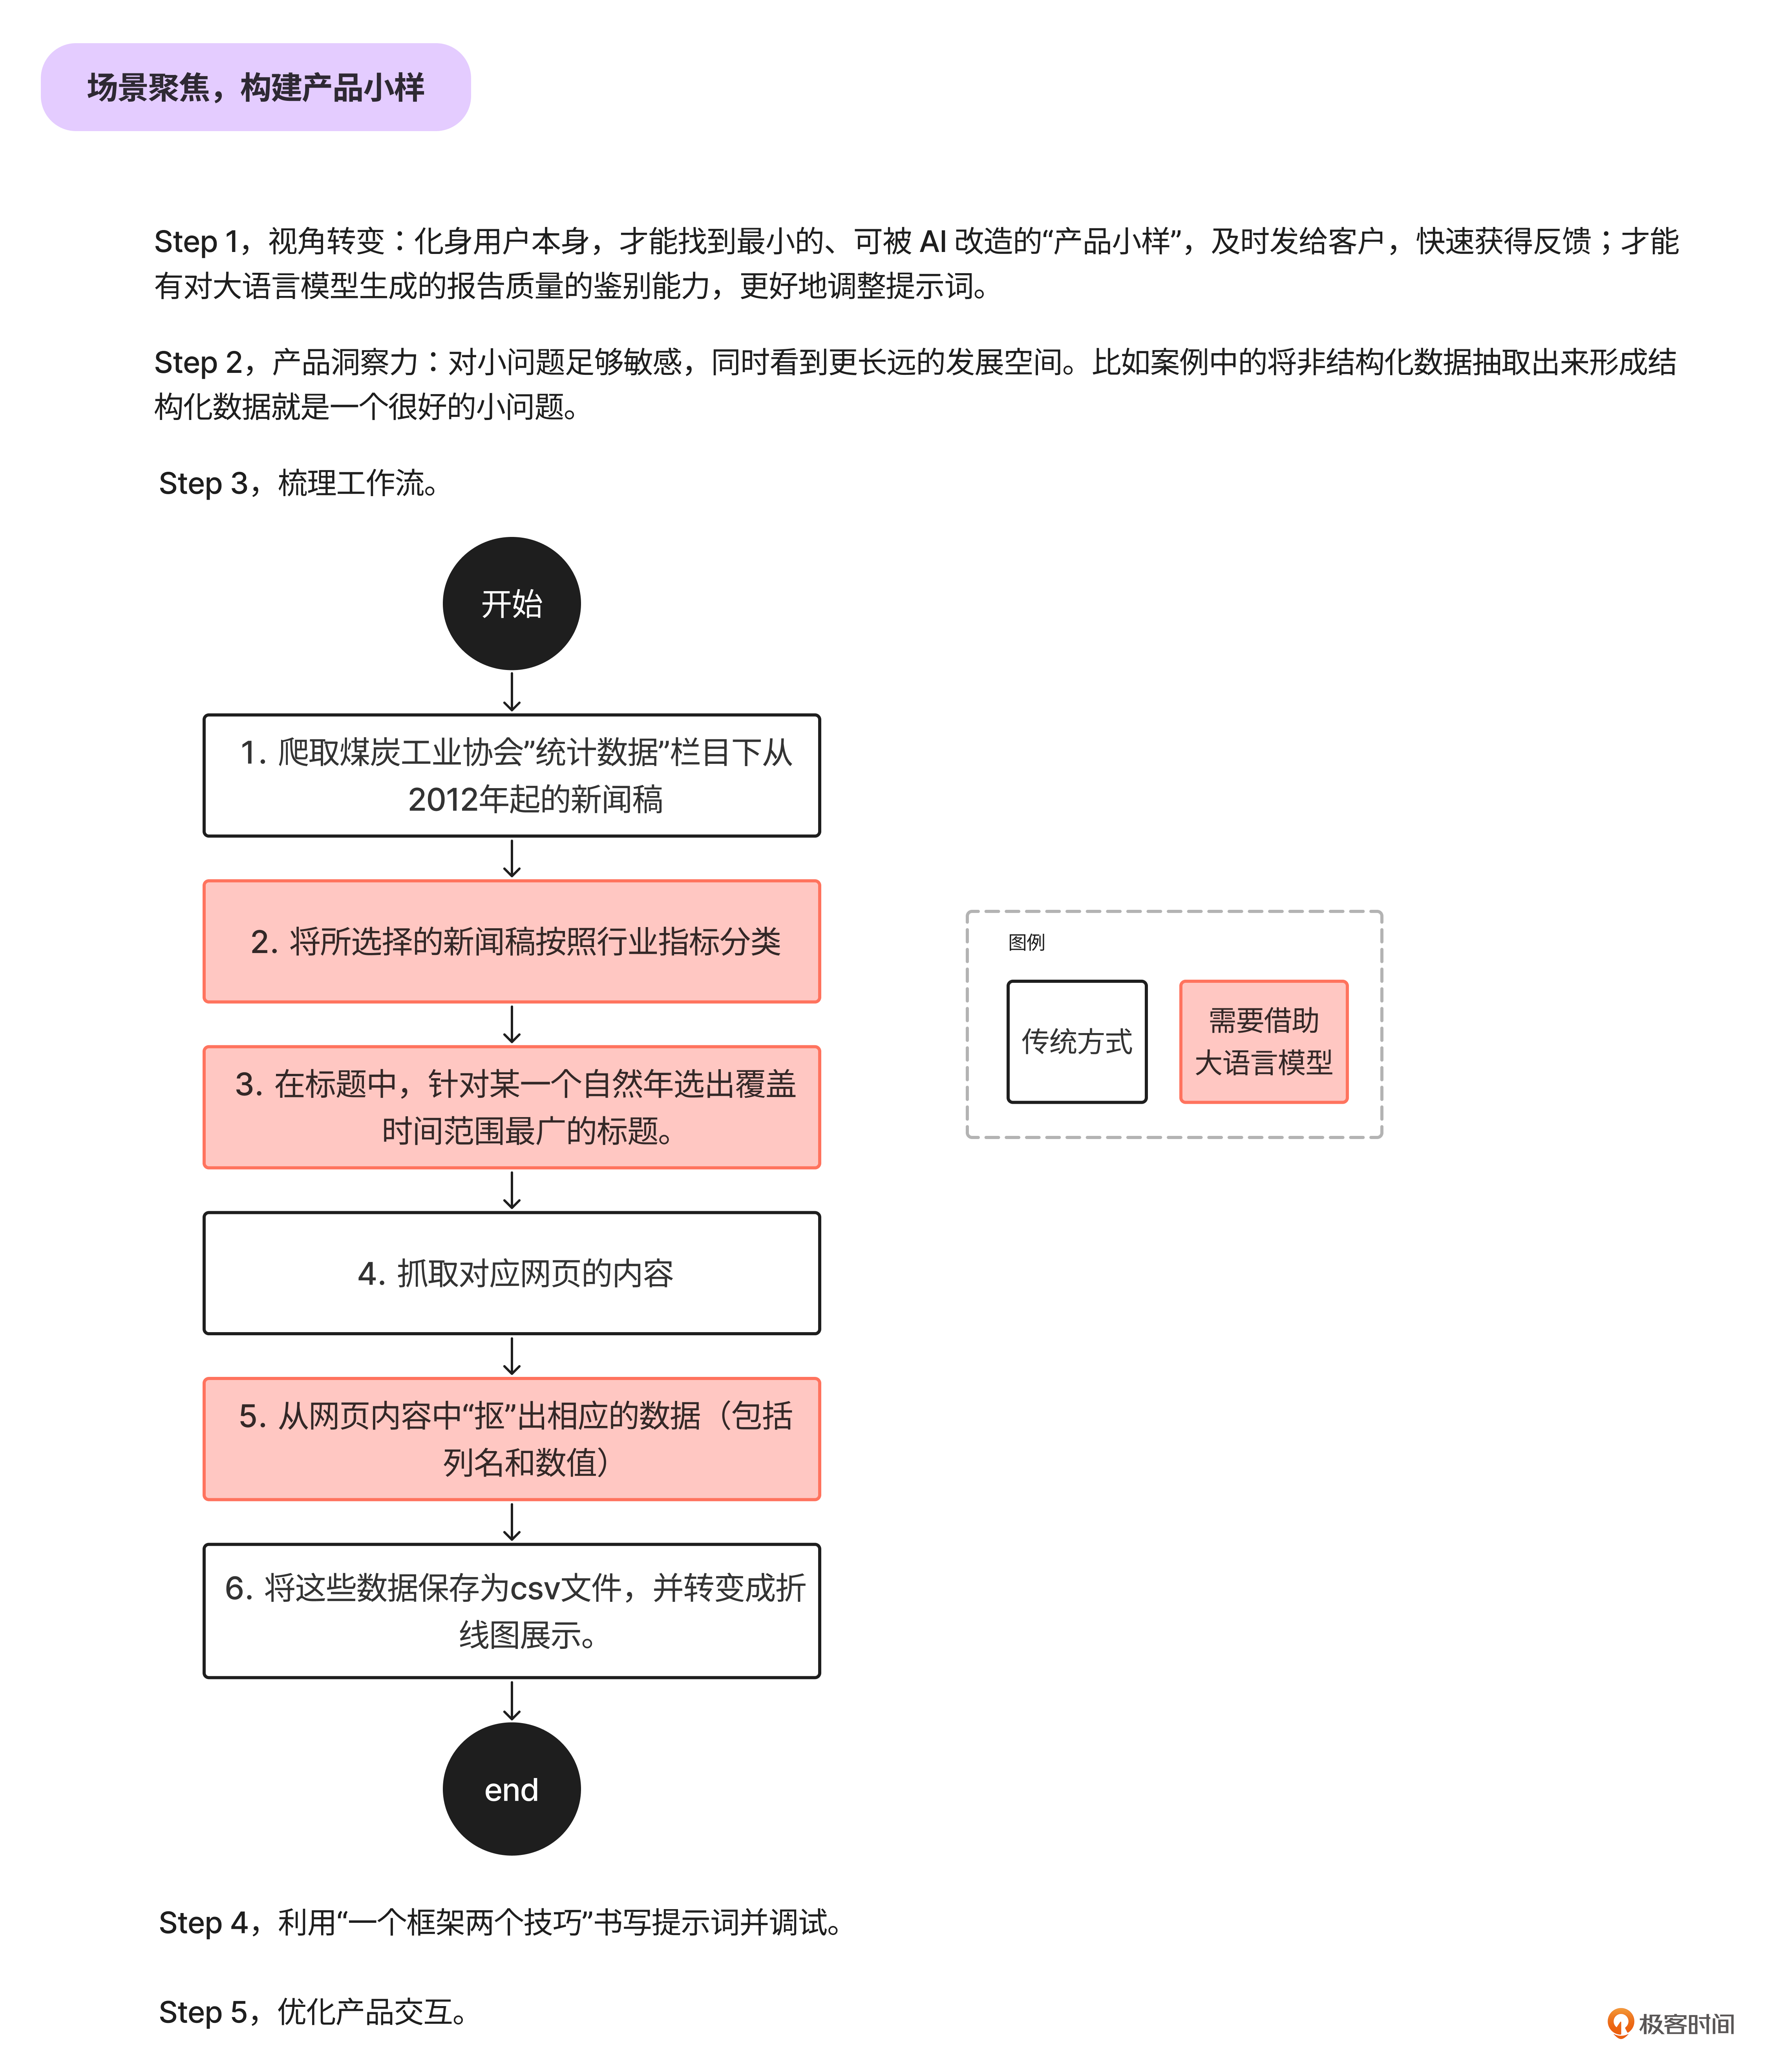 场景聚焦，构建产品小样
Step 1，视角转变：化身用户本身，才能找到最小的、可被 AI 改造的“产品小样”，及时发给客户，快速获得反馈；才能
有对大语言模型生成的报告质量的鉴别能力，更好地调整提示词。
Step 2，产品洞察力：对小问题足够敏感，同时看到更长远的发展空间。比如案例中的将非结构化数据抽取出来形成结
构化数据就是一个很好的小问题。
Step 3，梳理工作流。
开始
1. 爬取煤炭工业协会”统计数据”栏目下从
2012年起的新闻稿
2. 将所选择的新闻稿按照行业指标分类
3. 在标题中，针对某一个自然年选出覆盖
时间范围最广的标题。
4. 抓取对应网页的内容
5. 从网页内容中“抠”出相应的数据（包括
列名和数值）
6. 将这些数据保存为csv文件，并转变成折
线图展示。
end
图例
传统方式
需要借助
大语言模型
Step 4，利用“一个框架两个技巧”书写提示词并调试。
Step 5，优化产品交互。
极客时间